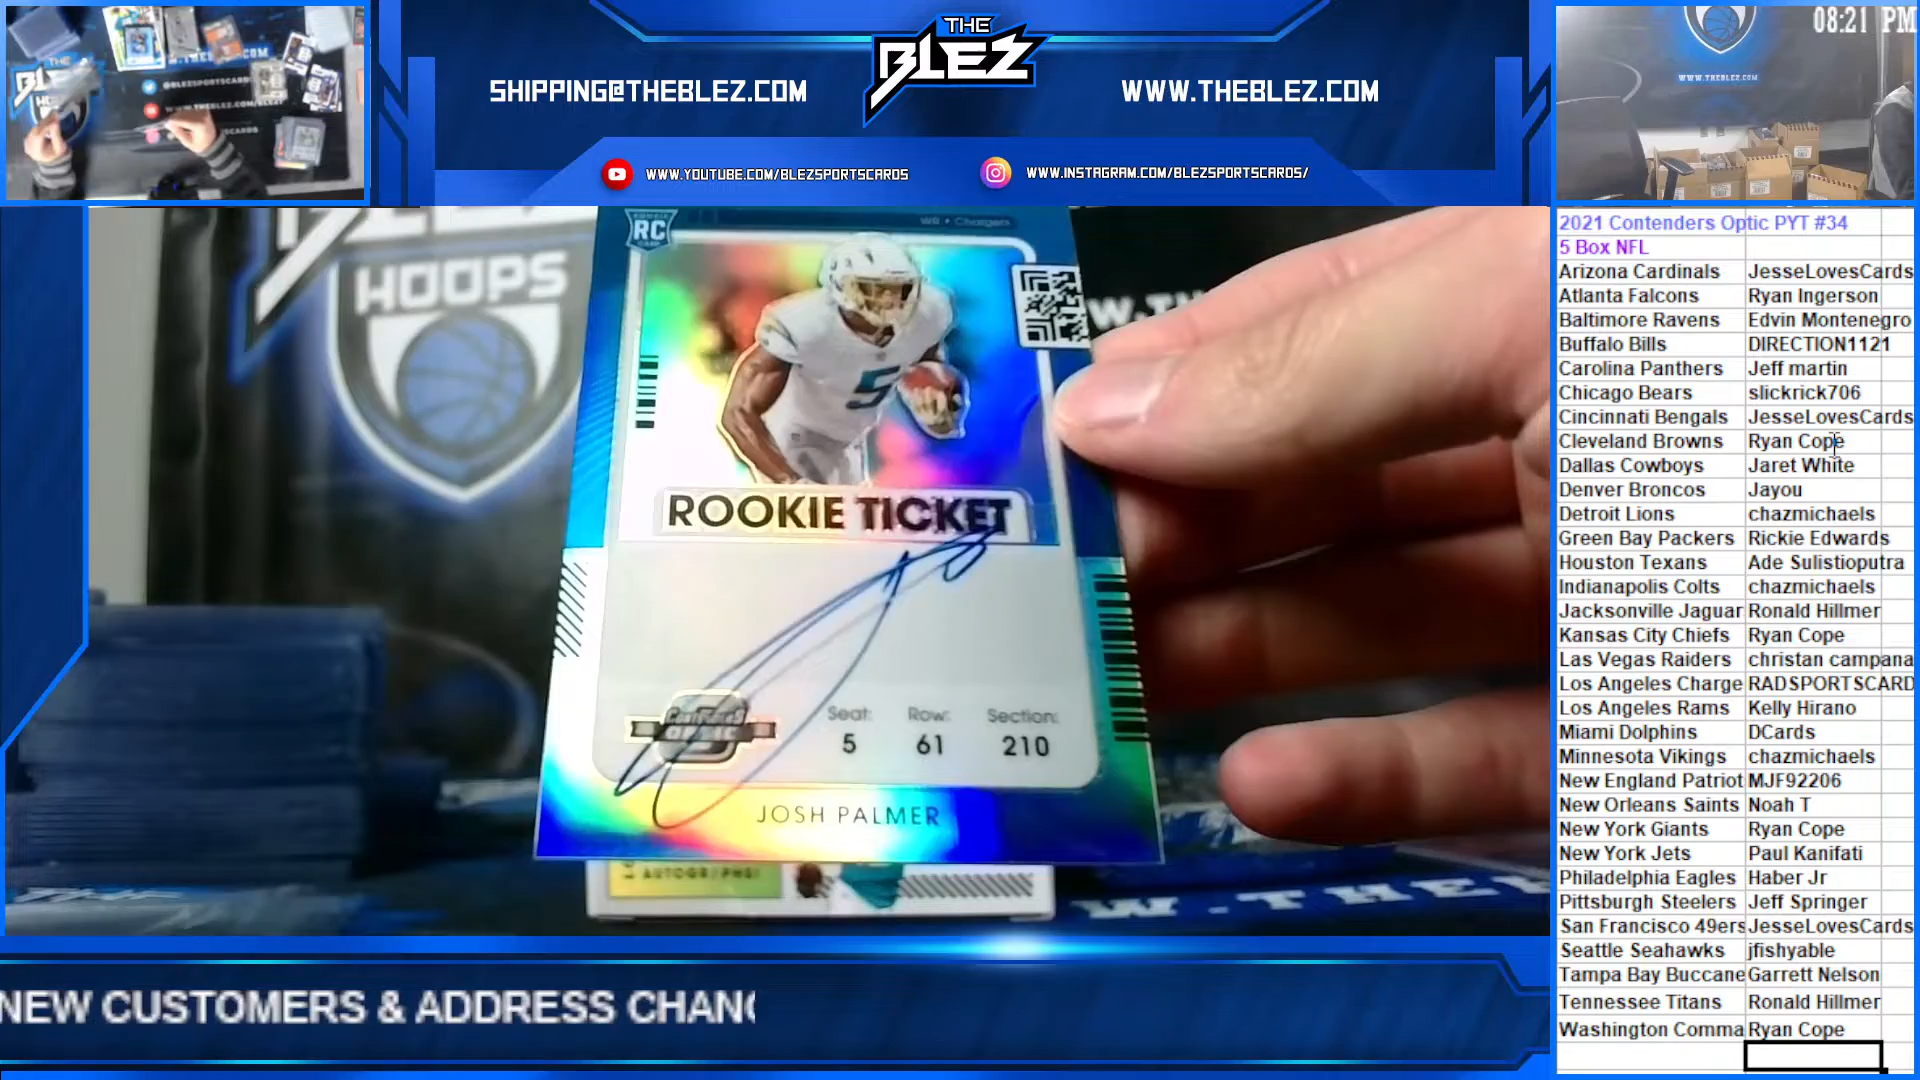 THE
BLEZ
SHIPPING@THEBLEZ.COM
WWW.THEBLEZ.COM
WWW.YOUTUBE.COM/BLEZSPORTSCARDS
WWW.INSTAGRAM.COM/BLEZSPORTSCARDS/
08:21 PM
WWW.THEBLEZ.COM
@BLEZSPORTSCARDS
HOOPS
RC
WR • Chargers
5
ROOKIE TICKET
Seat: Row: Section:
5 61 210
JOSH PALMER
NEW CUSTOMERS & ADDRESS CHANG
2021 Contenders Optic PYT #34
5 Box NFL
Arizona Cardinals JesseLovesCards
Atlanta Falcons Ryan Ingerson
Baltimore Ravens Edvin Montenegro
Buffalo Bills DIRECTION1121
Carolina Panthers Jeff martin
Chicago Bears slickrick706
Cincinnati Bengals JesseLovesCards
Cleveland Browns Ryan Cope
Dallas Cowboys Jaret White
Denver Broncos Jayou
Detroit Lions chazmichaels
Green Bay Packers Rickie Edwards
Houston Texans Ade Sulistioputra
Indianapolis Colts chazmichaels
Jacksonville Jaguar Ronald Hillmer
Kansas City Chiefs Ryan Cope
Las Vegas Raiders christan campana
Los Angeles Charge RADSPORTSCARD
Los Angeles Rams Kelly Hirano
Miami Dolphins DCards
Minnesota Vikings chazmichaels
New England Patriot MJF92206
New Orleans Saints Noah T
New York Giants Ryan Cope
New York Jets Paul Kanifati
Philadelphia Eagles Haber Jr
Pittsburgh Steelers Jeff Springer
San Francisco 49ers JesseLovesCards
Seattle Seahawks jfishyable
Tampa Bay Buccane Garrett Nelson
Tennessee Titans Ronald Hillmer
Washington Comma Ryan Cope